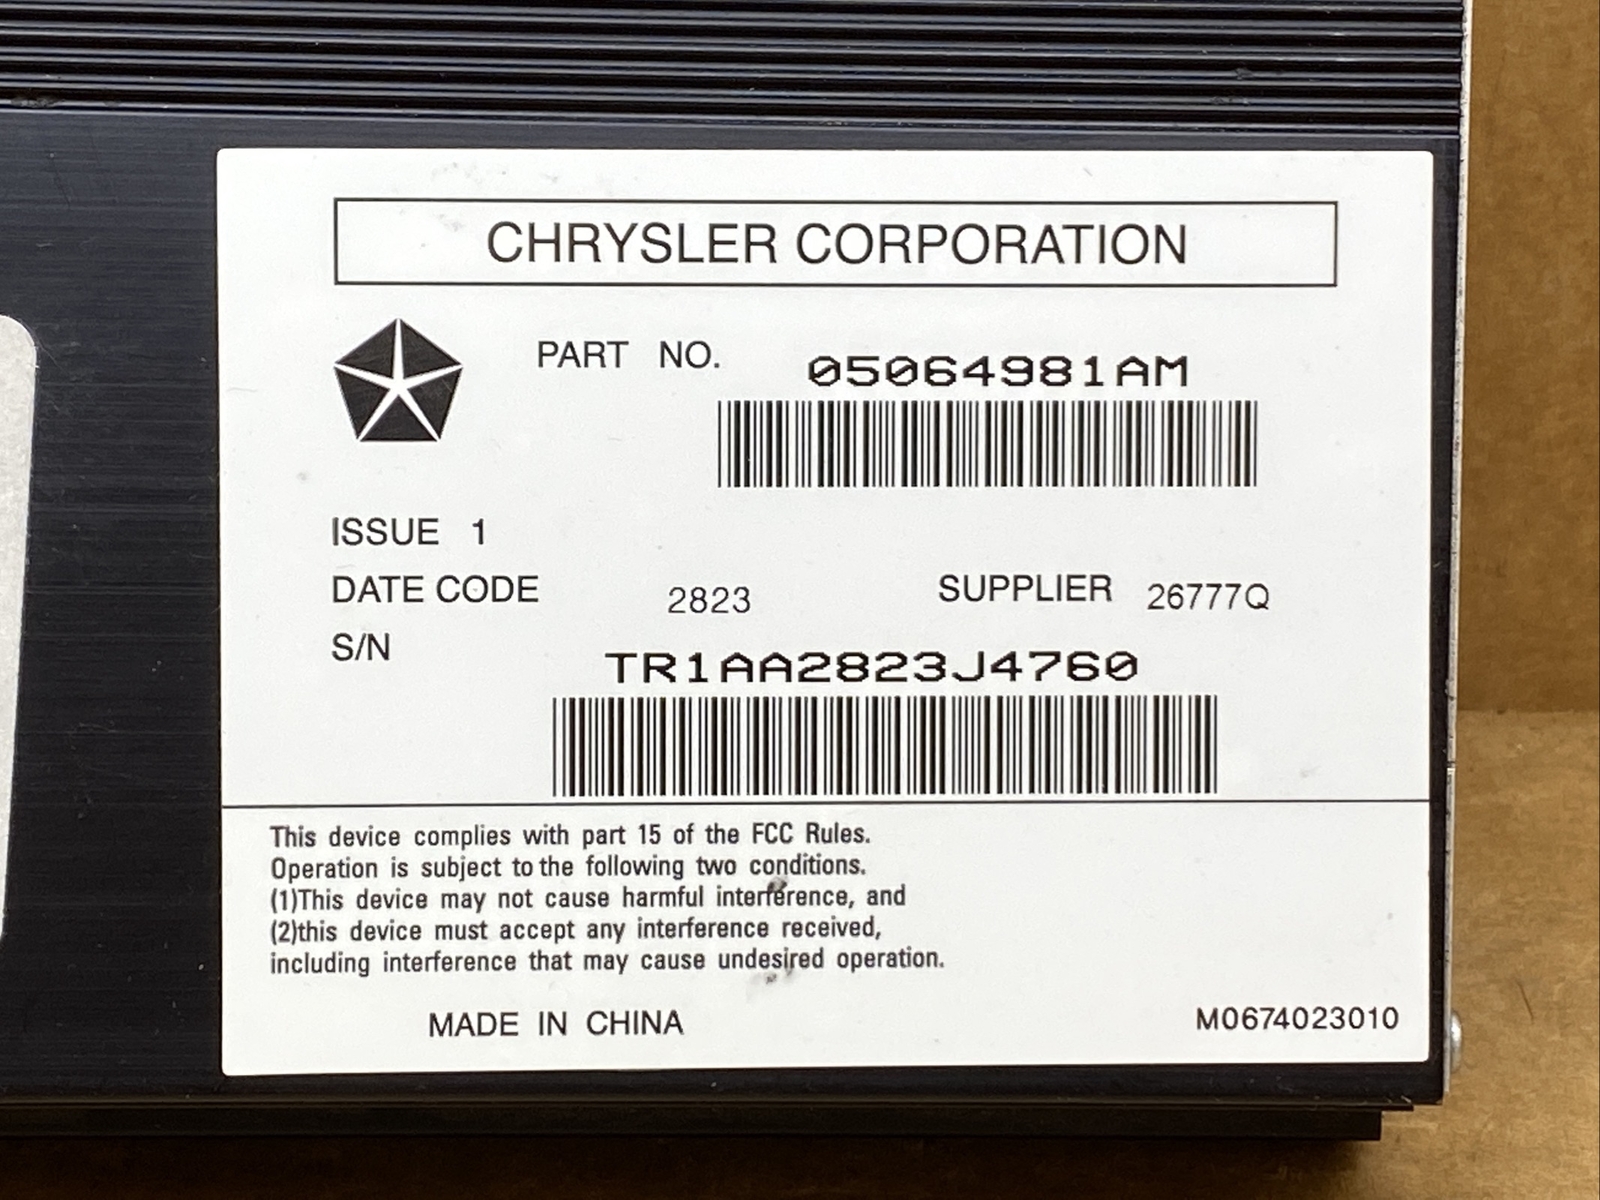 CHRYSLER CORPORATION
PART NO. 05064981AM
ISSUE 1
DATE CODE 2823 SUPPLIER 26777Q
S/N TR1AA2823J4760
This device complies with part 15 of the FCC Rules.
Operation is subject to the following two conditions.
(1)This device may not cause harmful interference, and
(2)this device must accept any interference received,
including interference that may cause undesired operation.
MADE IN CHINA M0674023010